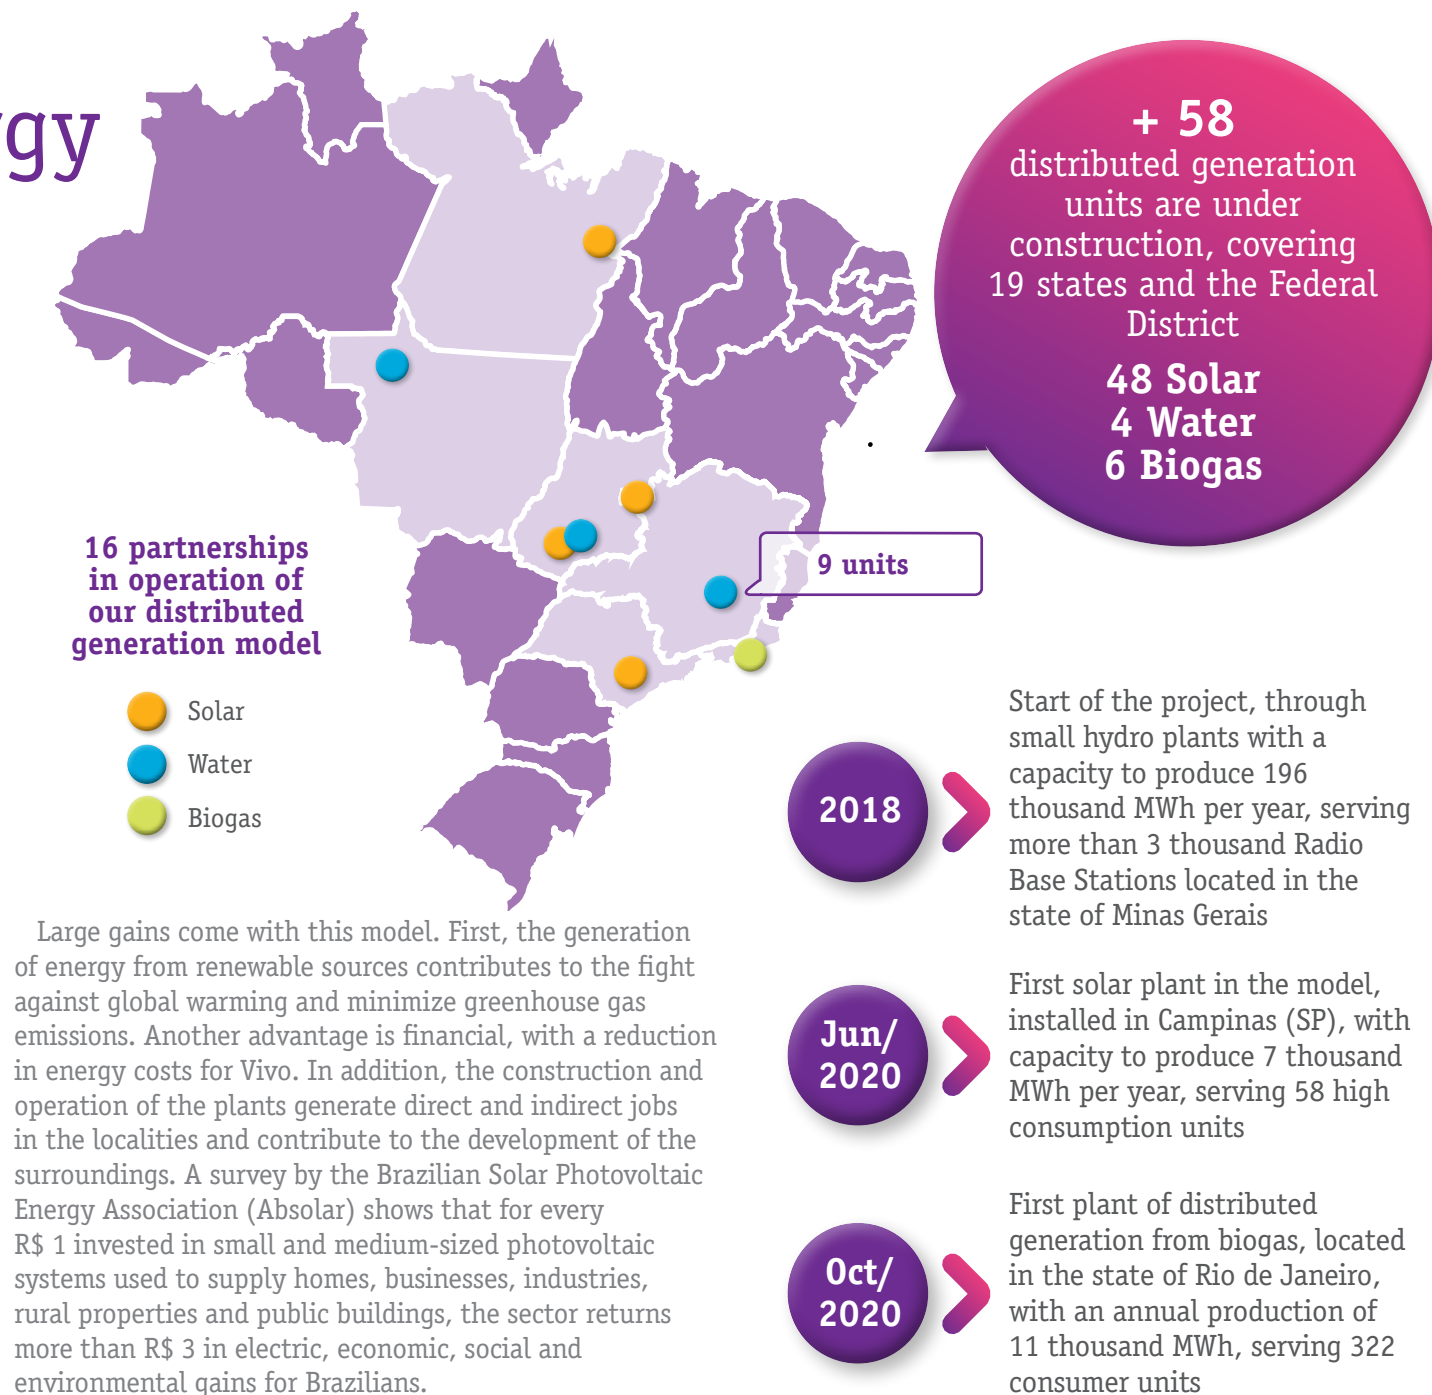 rgy
+ 58
distributed generation
units are under
construction, covering
19 states and the Federal
District
48 Solar
4 Water
6 Biogas
9 units
16 partnerships
in operation of
our distributed
generation model
Solar
Water
Biogas
Large gains come with this model. First, the generation
of energy from renewable sources contributes to the fight
against global warming and minimize greenhouse gas
emissions. Another advantage is financial, with a reduction
in energy costs for Vivo. In addition, the construction and
operation of the plants generate direct and indirect jobs
in the localities and contribute to the development of the
surroundings. A survey by the Brazilian Solar Photovoltaic
Energy Association (Absolar) shows that for every
R$ 1 invested in small and medium-sized photovoltaic
systems used to supply homes, businesses, industries,
rural properties and public buildings, the sector returns
more than R$ 3 in electric, economic, social and
environmental gains for Brazilians.
2018
Start of the project, through
small hydro plants with a
capacity to produce 196
thousand MWh per year, serving
more than 3 thousand Radio
Base Stations located in the
state of Minas Gerais
Jun/
2020
First solar plant in the model,
installed in Campinas (SP), with
capacity to produce 7 thousand
MWh per year, serving 58 high
consumption units
Oct/
2020
First plant of distributed
generation from biogas, located
in the state of Rio de Janeiro,
with an annual production of
11 thousand MWh, serving 322
consumer units